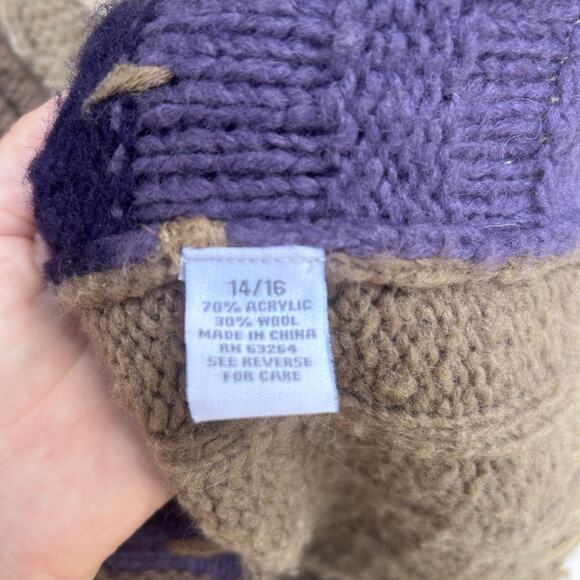 14/16
70% ACRYLIC
30% WOOL
MADE IN CHINA
RN 63264
SEE REVERSE
FOR CARE